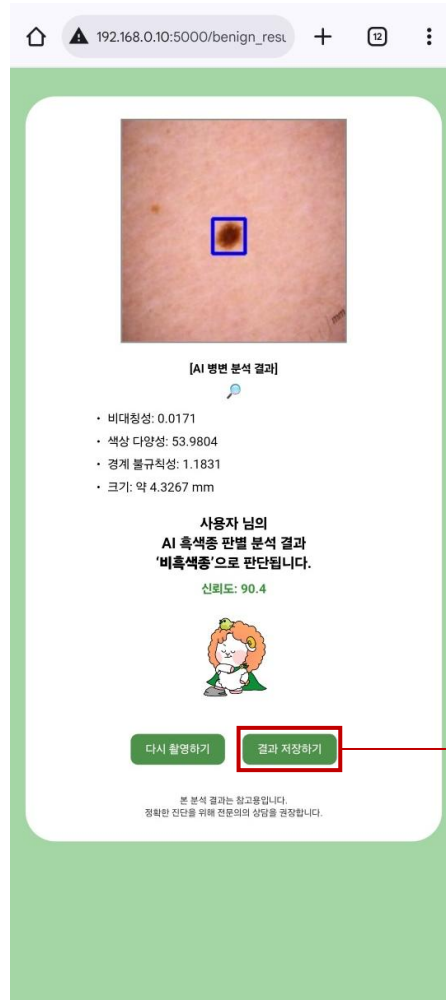 192.168.0.10:5000/benign_resu
12
mm
[AI 병변 분석 결과]
• 비대칭성: 0.0171
• 색상 다양성: 53.9804
• 경계 불규칙성: 1.1831
• 크기: 약 4.3267 mm
사용자 님의
AI 흑색종 판별 분석 결과
‘비흑색종’으로 판단됩니다.
신뢰도: 90.4
다시 촬영하기
결과 저장하기
본 분석 결과는 참고용입니다.
정확한 진단을 위해 전문의의 상담을 권장합니다.